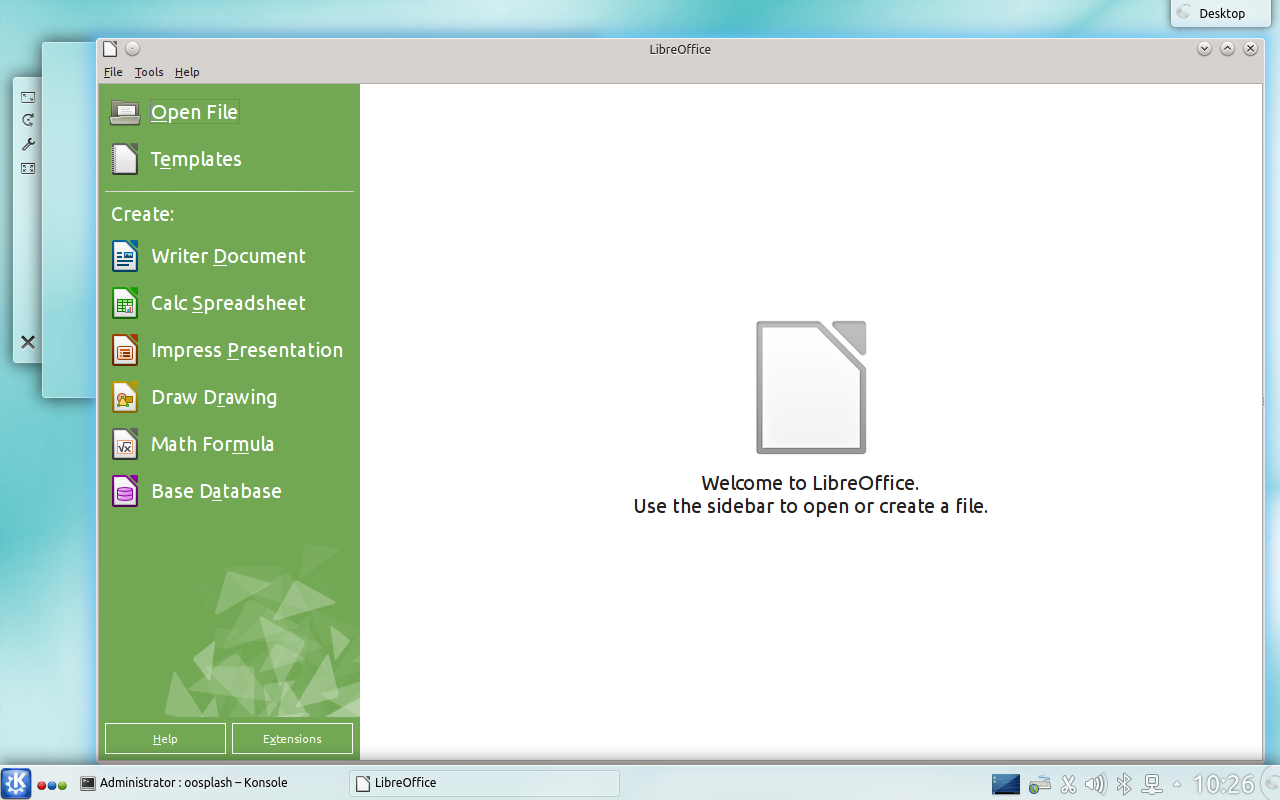 Desktop
LibreOffice
File Tools Help
Open File
Templates
Create:
Writer Document
Calc Spreadsheet
Impress Presentation
Draw Drawing
Math Formula
Base Database
Welcome to LibreOffice.
Use the sidebar to open or create a file.
Help Extensions
Administrator : oosplash – Konsole LibreOffice 10:26